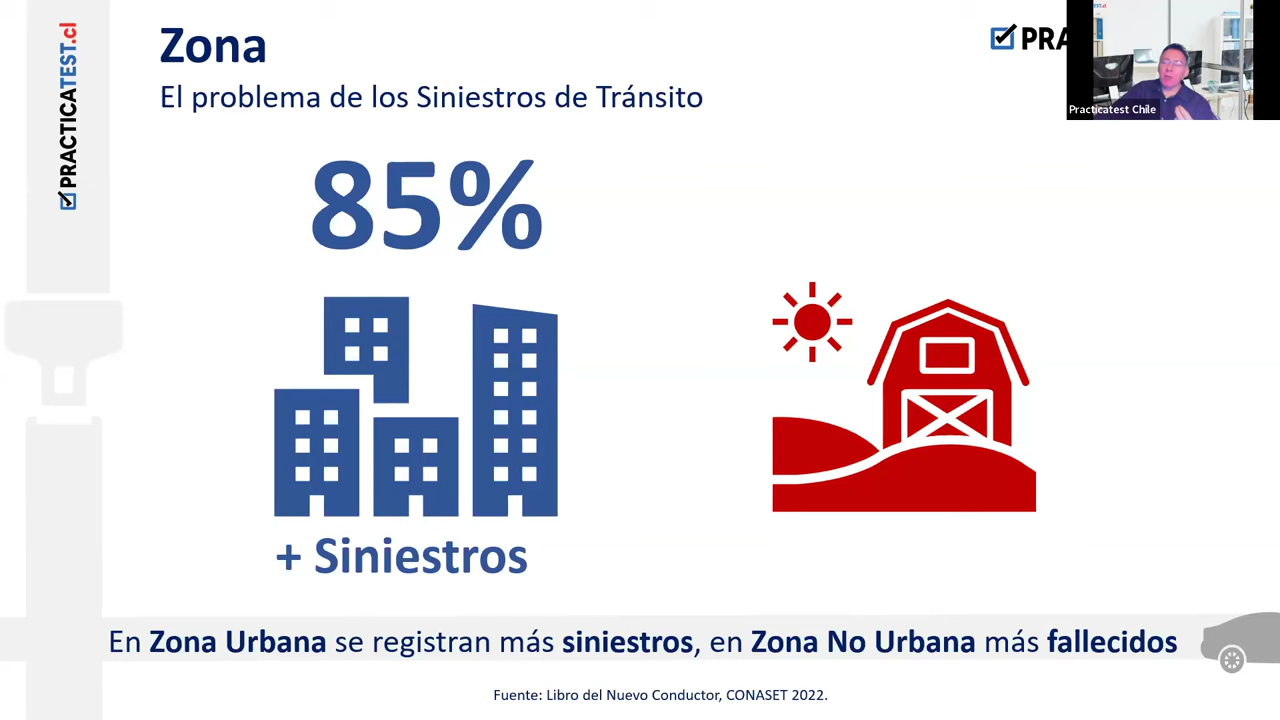 PRACTICATEST.cl
Zona
El problema de los Siniestros de Tránsito
PRA
Practicatest Chile
85%
+ Siniestros
En Zona Urbana se registran más siniestros, en Zona No Urbana más fallecidos
Fuente: Libro del Nuevo Conductor, CONASET 2022.